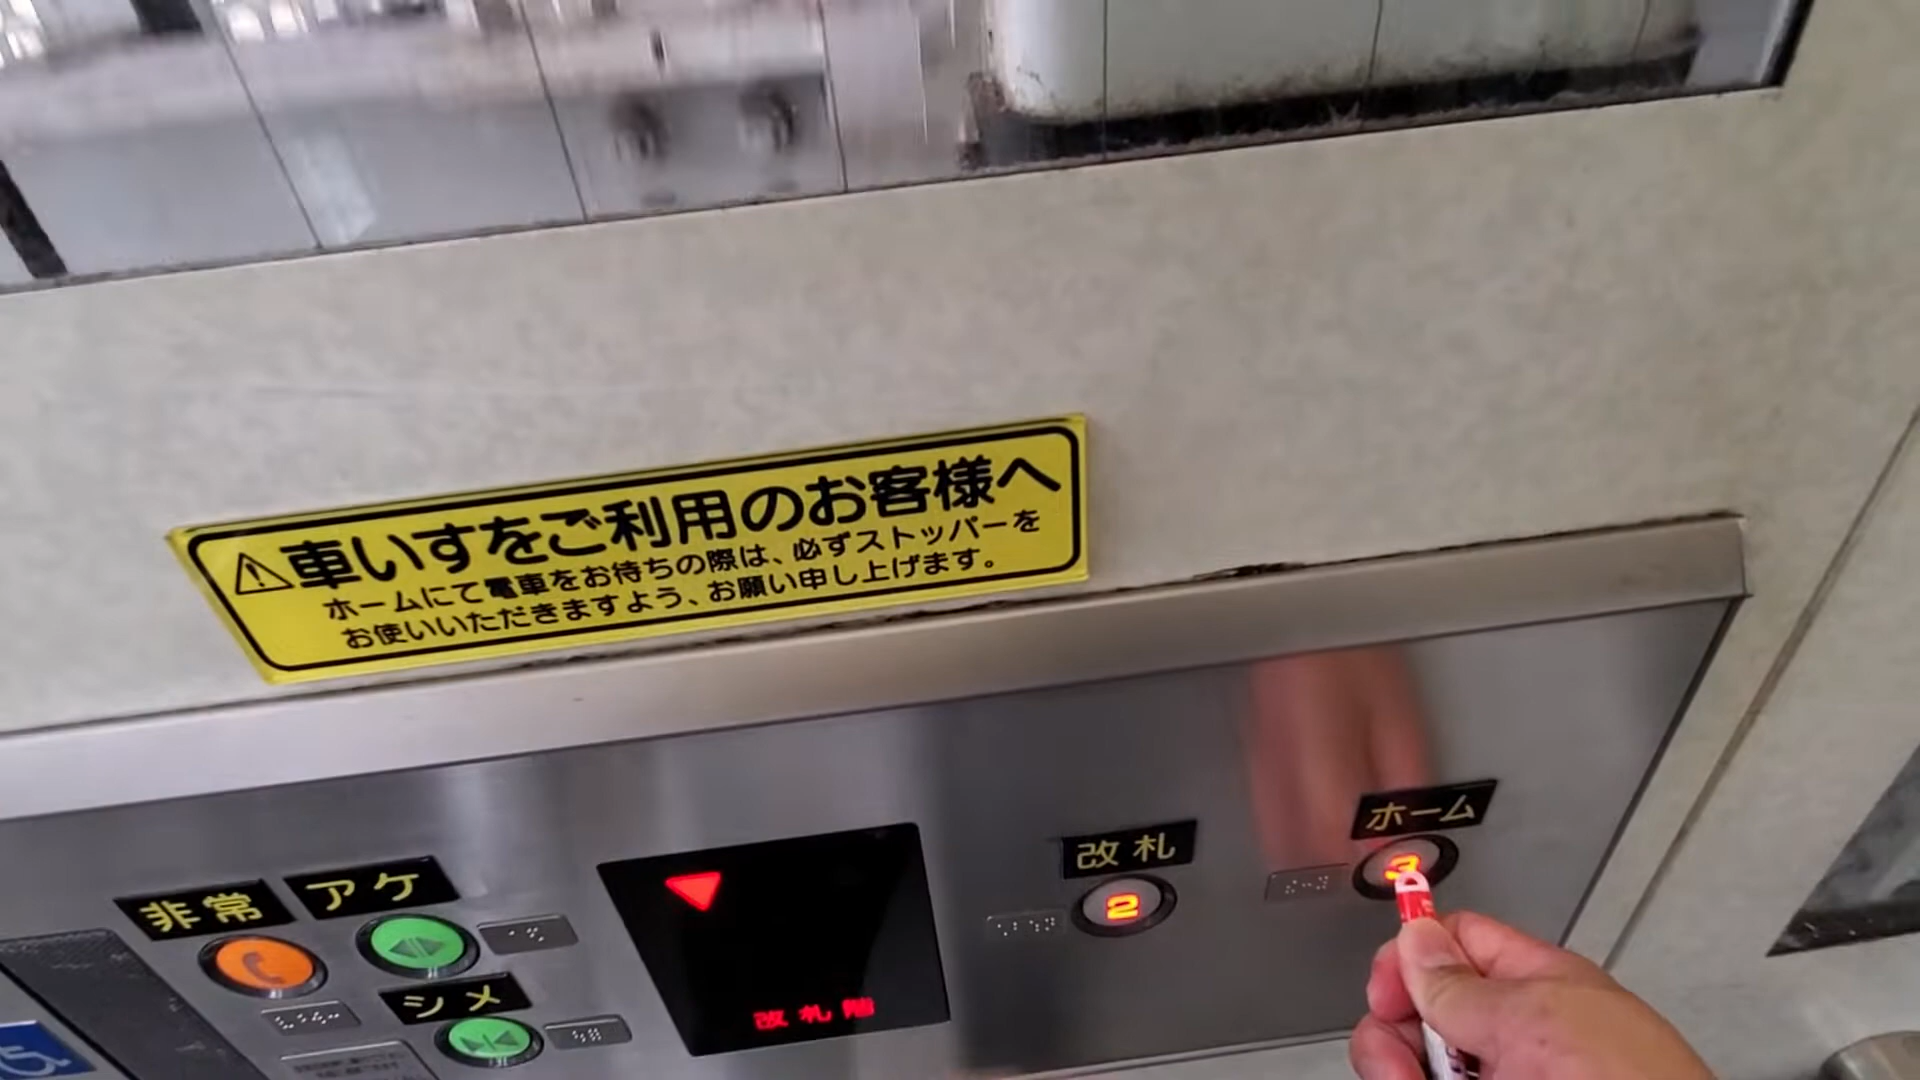 車いすをご利用のお客様へ
ホームにて電車をお待ちの際は、必ずストッパーを
お使いいただきますよう、お願い申し上げます。
ホーム
3
改札
2
非常
アケ
シメ
改札階